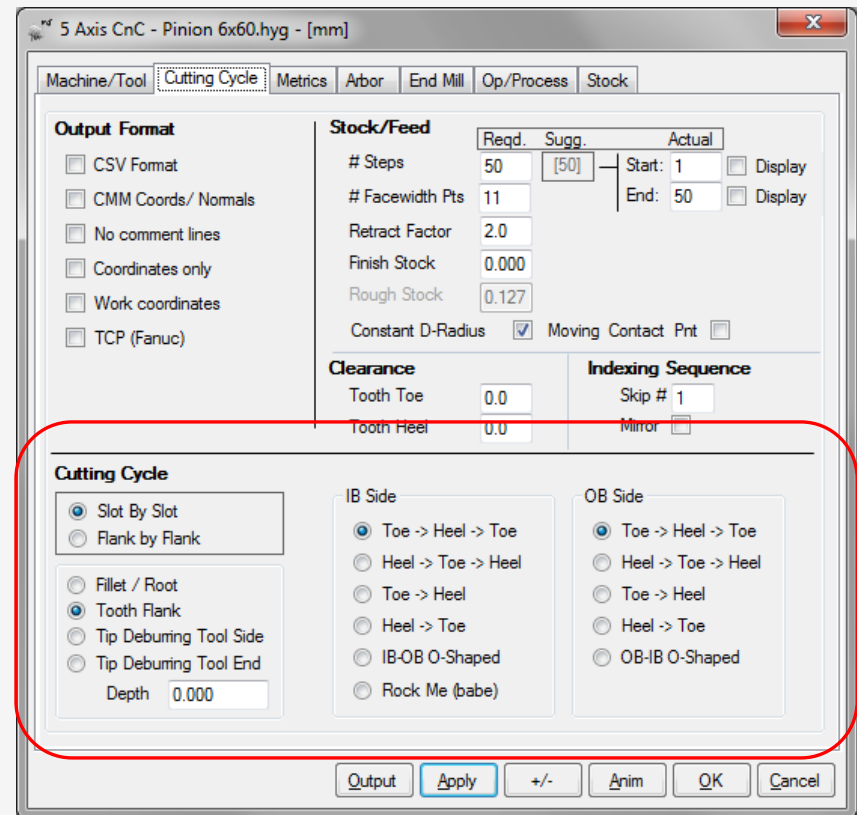 5 Axis CnC - Pinion 6x60.hyg - [mm]
Machine/Tool Cutting Cycle Metrics Arbor End Mill Op/Process Stock
Output Format
CSV Format
CMM Coords/ Normals
No comment lines
Coordinates only
Work coordinates
TCP (Fanuc)
Stock/Feed
Reqd. Sugg. Actual
# Steps 50 [50] Start: 1 Display
# Facewidth Pts 11 End: 50 Display
Retract Factor 2.0
Finish Stock 0.000
Rough Stock 0.127
Constant D-Radius Moving Contact Pnt
Clearance
Tooth Toe 0.0
Tooth Heel 0.0
Indexing Sequence
Skip # 1
Mirror
Cutting Cycle
Slot By Slot
Flank by Flank
Fillet / Root
Tooth Flank
Tip Deburring Tool Side
Tip Deburring Tool End
Depth 0.000
IB Side
Toe -> Heel -> Toe
Heel -> Toe -> Heel
Toe -> Heel
Heel -> Toe
IB-OB O-Shaped
Rock Me (babe)
OB Side
Toe -> Heel -> Toe
Heel -> Toe -> Heel
Toe -> Heel
Heel -> Toe
OB-IB O-Shaped
Output Apply +/- Anim OK Cancel